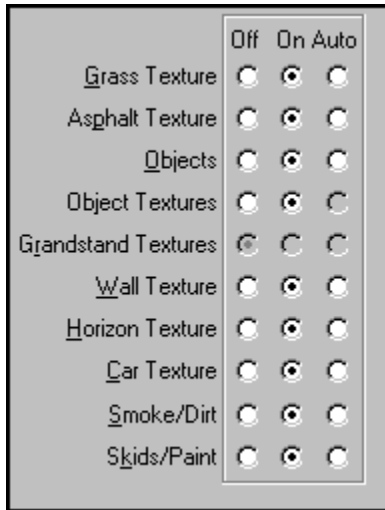 Off On Auto
Grass Texture
Asphalt Texture
Objects
Object Textures
Grandstand Textures
Wall Texture
Horizon Texture
Car Texture
Smoke/Dirt
Skids/Paint